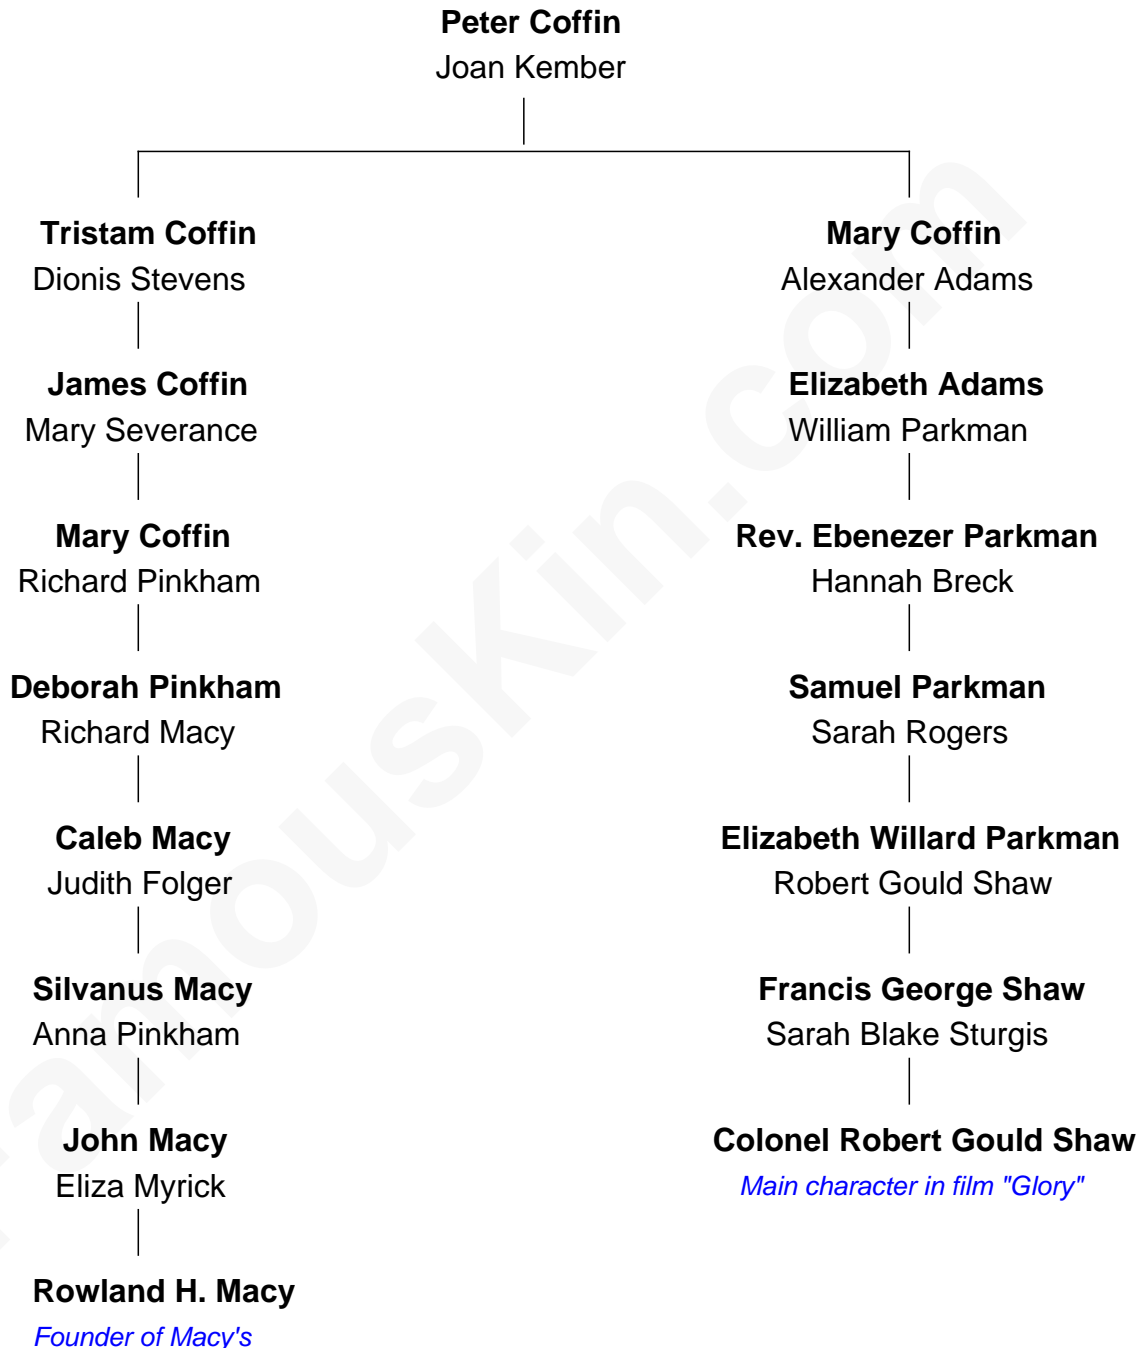 Peter Coffin
Joan Kember
Tristam Coffin
Dionis Stevens
James Coffin
Mary Severance
Mary Coffin
Richard Pinkham
Deborah Pinkham
Richard Macy
Caleb Macy
Judith Folger
Silvanus Macy
Anna Pinkham
John Macy
Eliza Myrick
Rowland H. Macy
Founder of Macy's
Mary Coffin
Alexander Adams
Elizabeth Adams
William Parkman
Rev. Ebenezer Parkman
Hannah Breck
Samuel Parkman
Sarah Rogers
Elizabeth Willard Parkman
Robert Gould Shaw
Francis George Shaw
Sarah Blake Sturgis
Colonel Robert Gould Shaw
Main character in film "Glory"
FamousKin.com